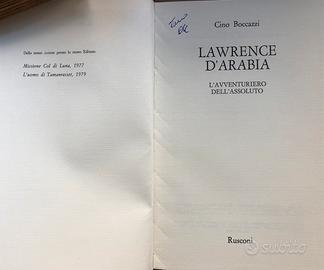 Dello stesso autore presso lo stesso Editore:
Missione Col di Luna, 1977
L'uomo di Tamanrasset, 1979
Cino Boccazzi
LAWRENCE
D'ARABIA
L'AVVENTURIERO
DELL'ASSOLUTO
Rusconi
subito